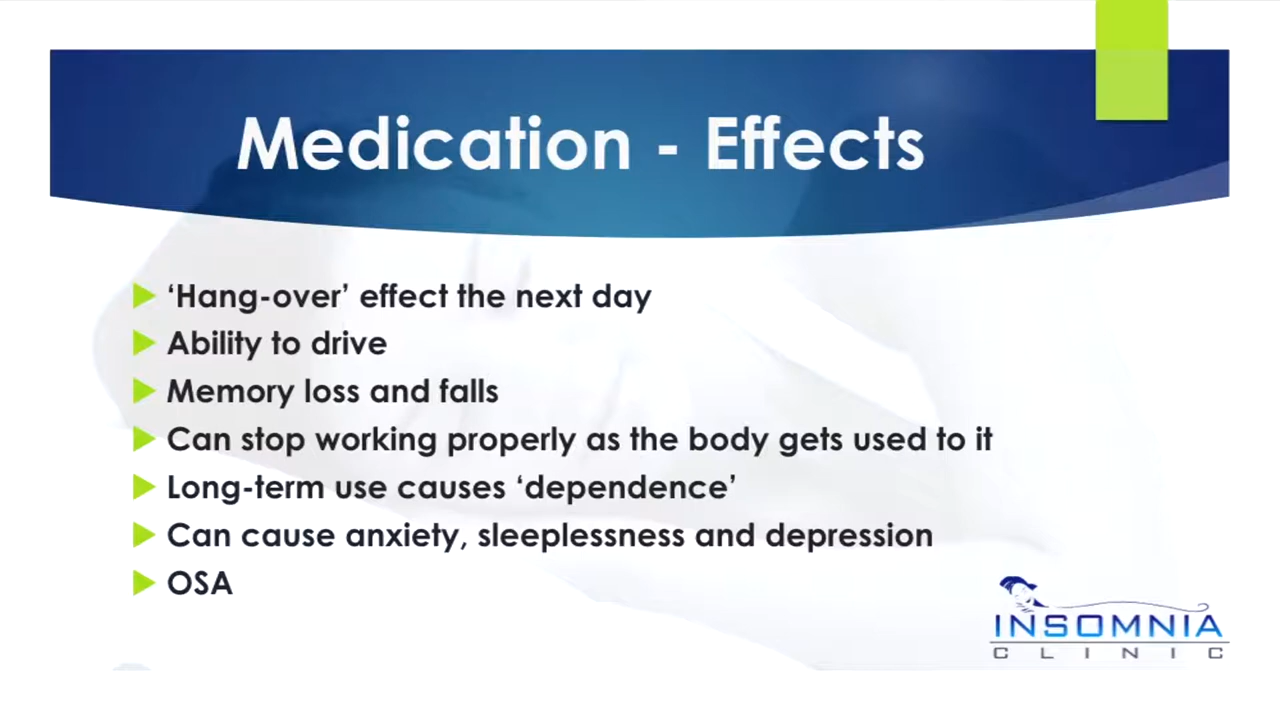 Medication - Effects
‘Hang-over’ effect the next day
Ability to drive
Memory loss and falls
Can stop working properly as the body gets used to it
Long-term use causes ‘dependence’
Can cause anxiety, sleeplessness and depression
OSA
INSOMNIA
CLINIC